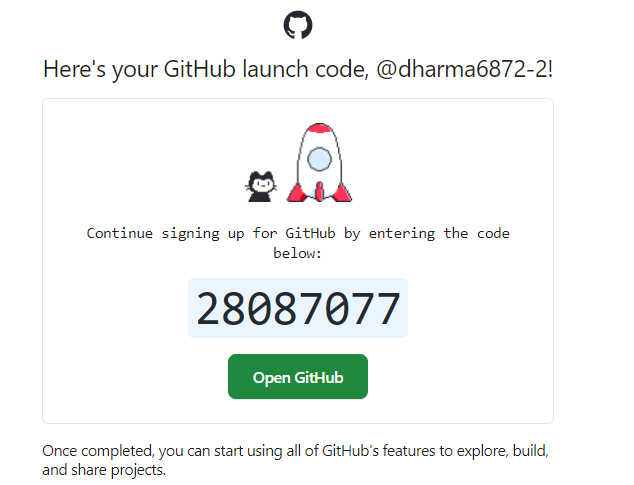 Here's your GitHub launch code, @dharma6872-2!
Continue signing up for GitHub by entering the code
below:
28087077
Open GitHub
Once completed, you can start using all of GitHub's features to explore, build,
and share projects.